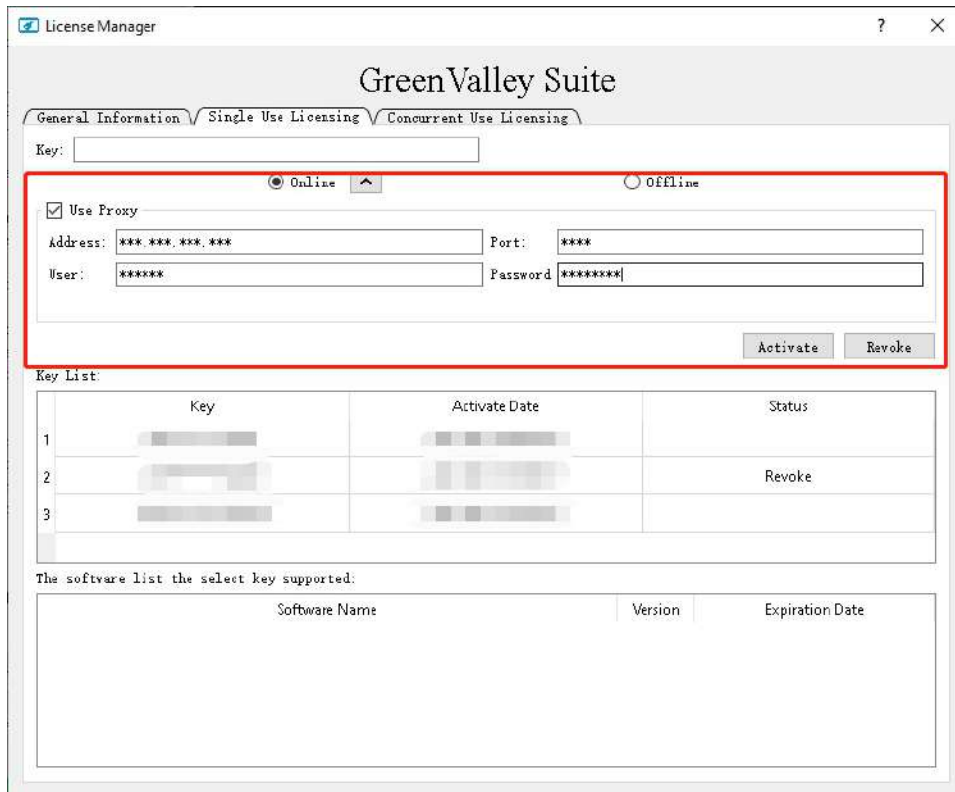 License Manager
GreenValley Suite
General Information Single Use Licensing Concurrent Use Licensing
Key:
Online Offline
Use Proxy
Address: ***.***.***.*** Port: ****
User: ****** Password ********
Activate Revoke
Key List:
Key Activate Date Status
1
2 Revoke
3
The software list the select key supported:
Software Name Version Expiration Date